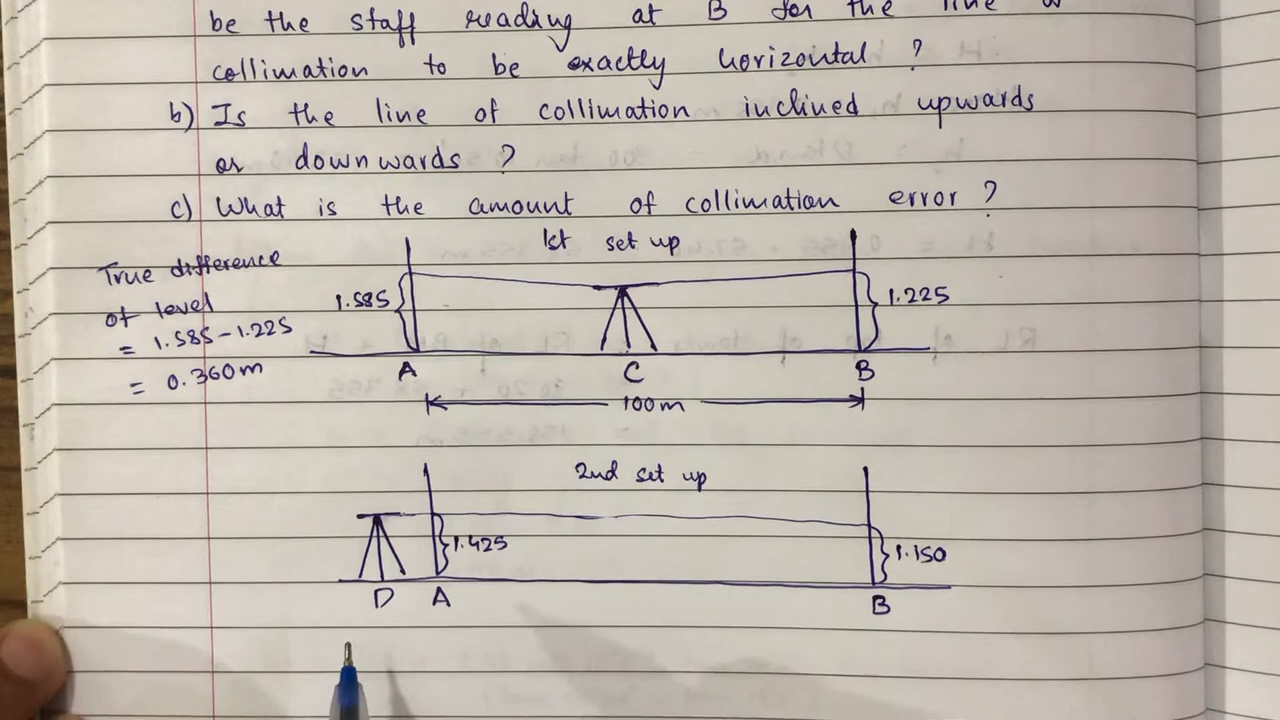 be the staff reading at B for the line
collimation to be exactly horizontal ?
b) Is the line of collimation inclined upwards
or downwards ?
c) What is the amount of collimation error ?
1st set up
True difference
of level
= 1.585-1.225
= 0.360m
1.585
1.225
A
C
B
100m
2nd set up
1.425
1.150
D
A
B